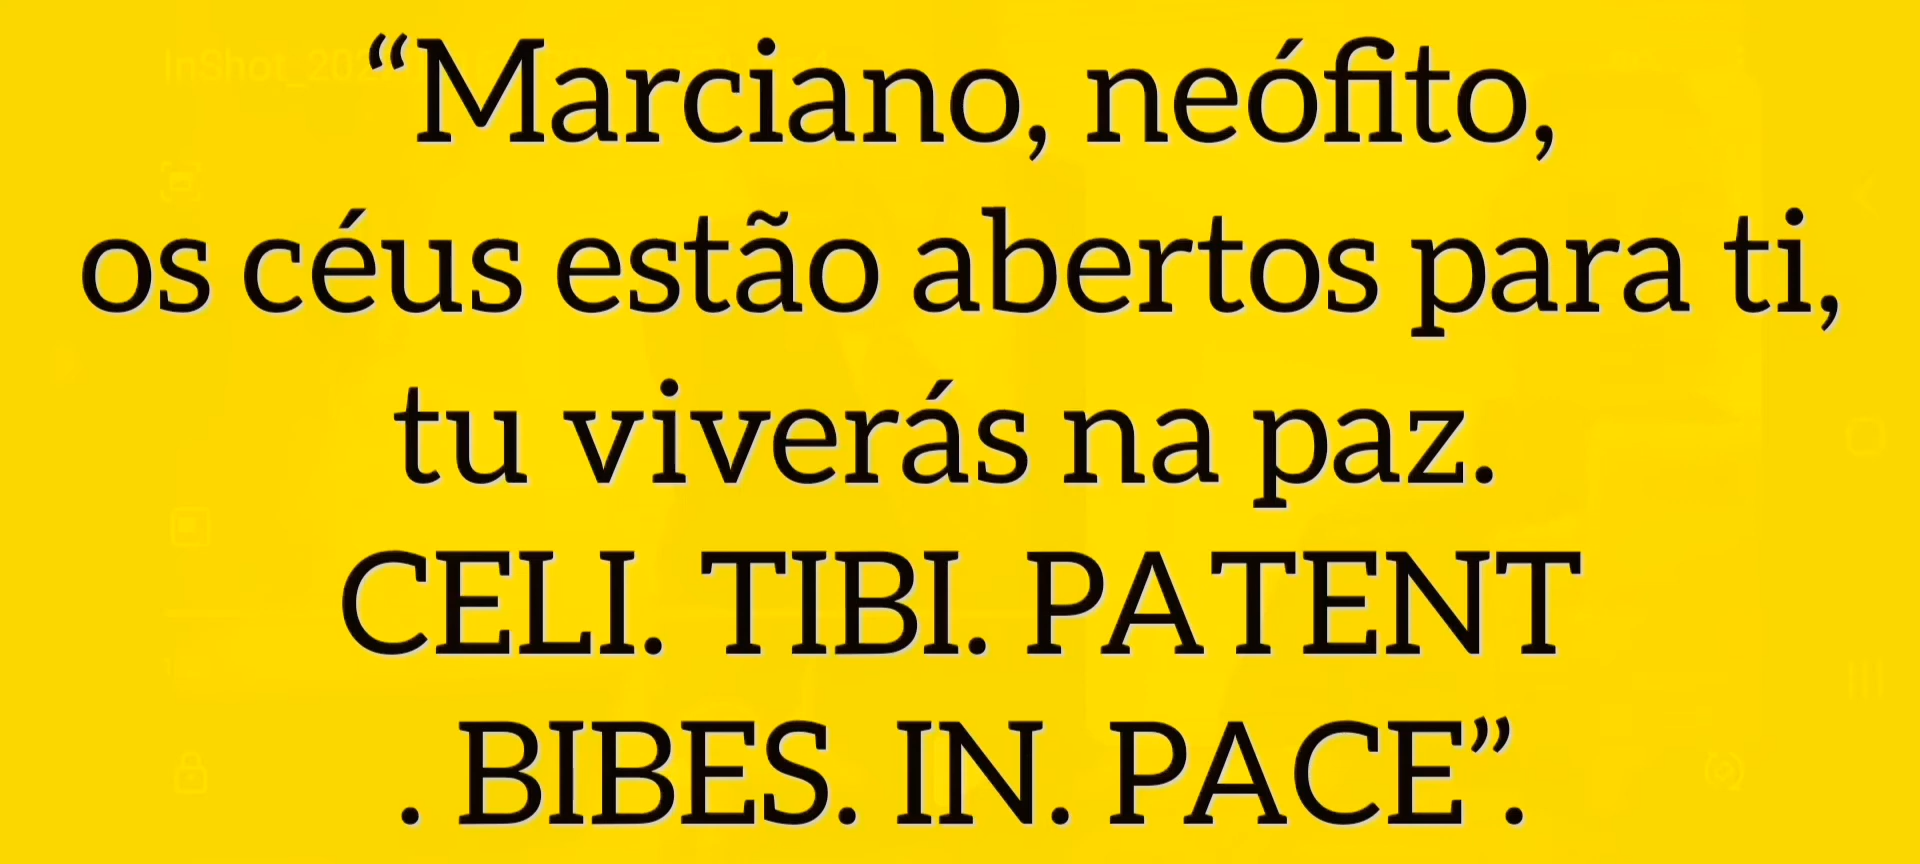 “Marciano, neófito,
os céus estão abertos para ti,
tu viverás na paz.
CELI. TIBI. PATENT
. BIBES. IN. PACE”.